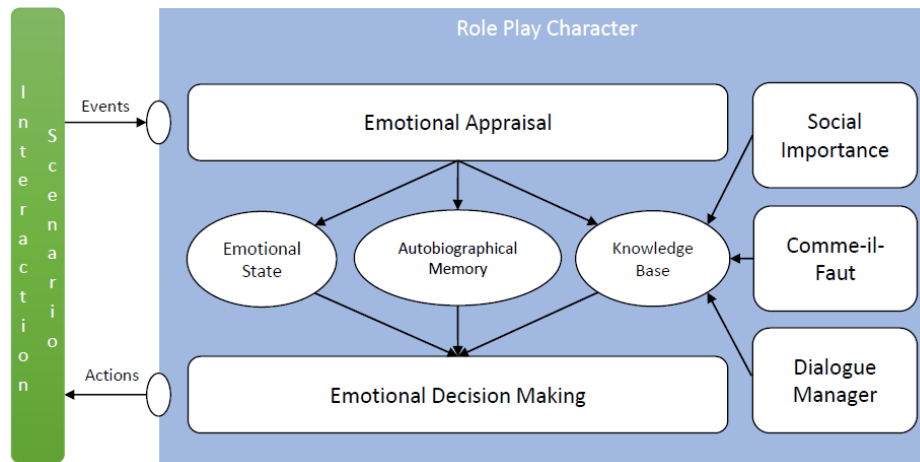 Role Play Character
Interaction
Scenario
Events
Emotional Appraisal
Social
Importance
Emotional
State
Autobiographical
Memory
Knowledge
Base
Comme-il-
Faut
Actions
Emotional Decision Making
Dialogue
Manager